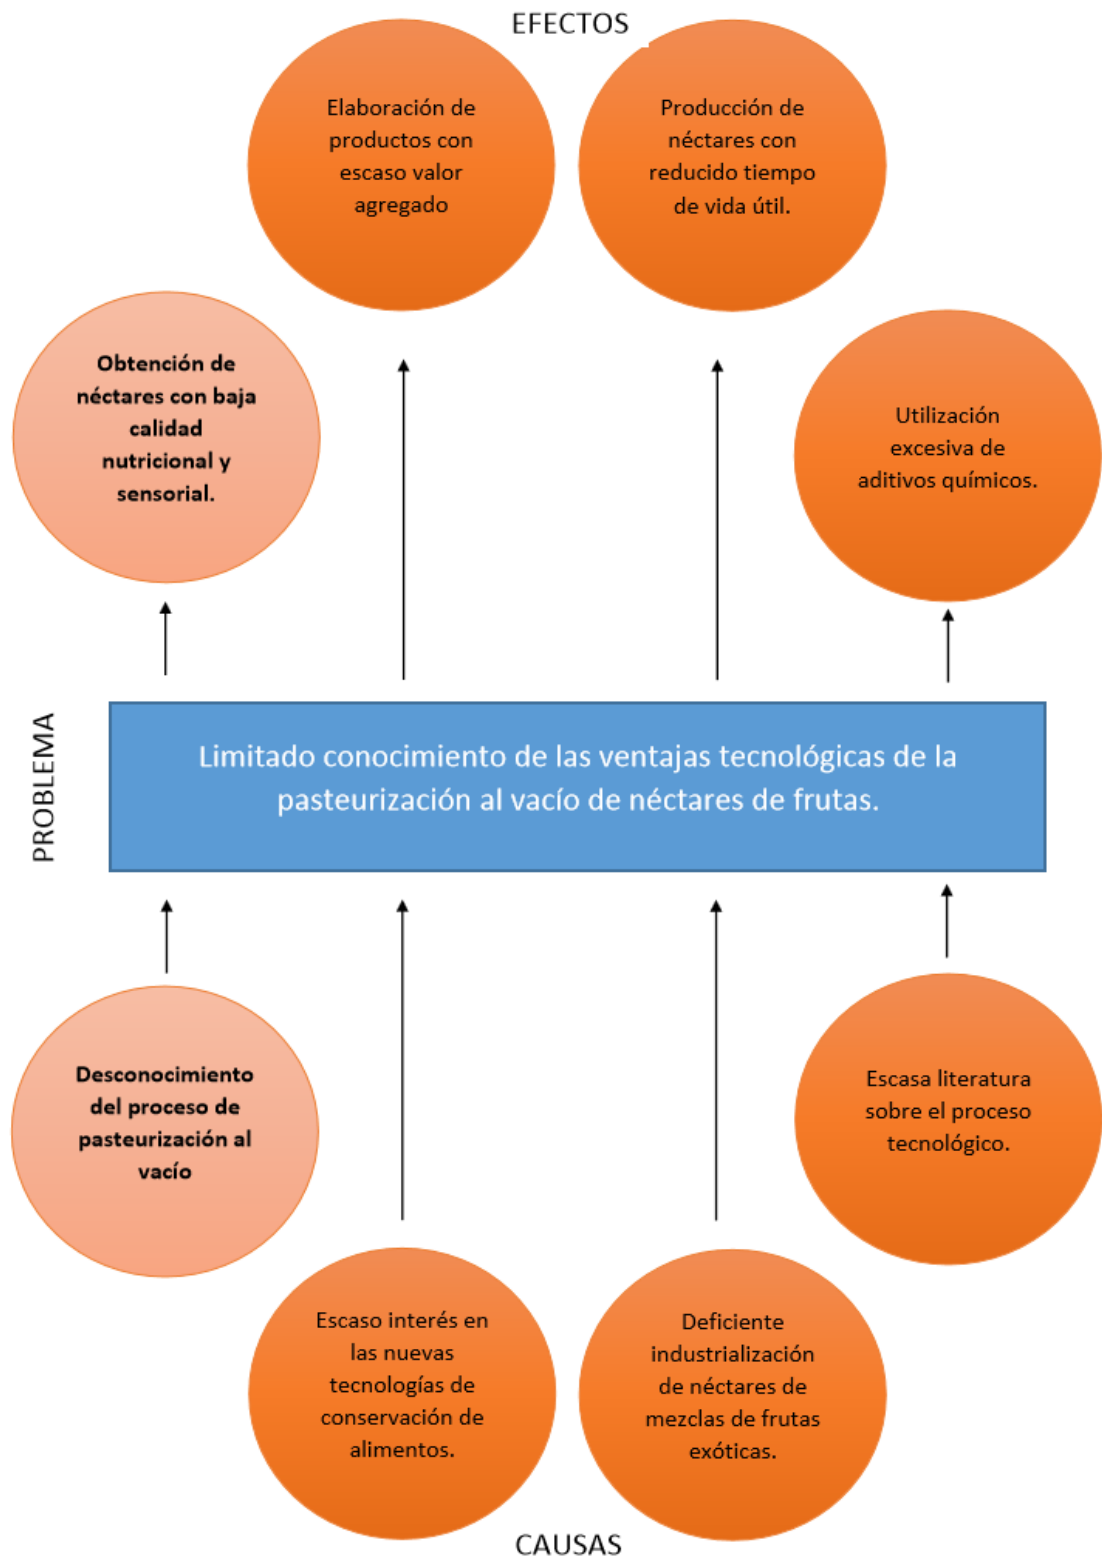 EFECTOS
Elaboración de
productos con
escaso valor
agregado
Producción de
néctares con
reducido tiempo
de vida útil.
Obtención de
néctares con baja
calidad
nutricional y
sensorial.
Utilización
excesiva de
aditivos químicos.
PROBLEMA
Limitado conocimiento de las ventajas tecnológicas de la
pasteurización al vacío de néctares de frutas.
Desconocimiento
del proceso de
pasteurización al
vacío
Escasa literatura
sobre el proceso
tecnológico.
Escaso interés en
las nuevas
tecnologías de
conservación de
alimentos.
Deficiente
industrialización
de néctares de
mezclas de frutas
exóticas.
CAUSAS